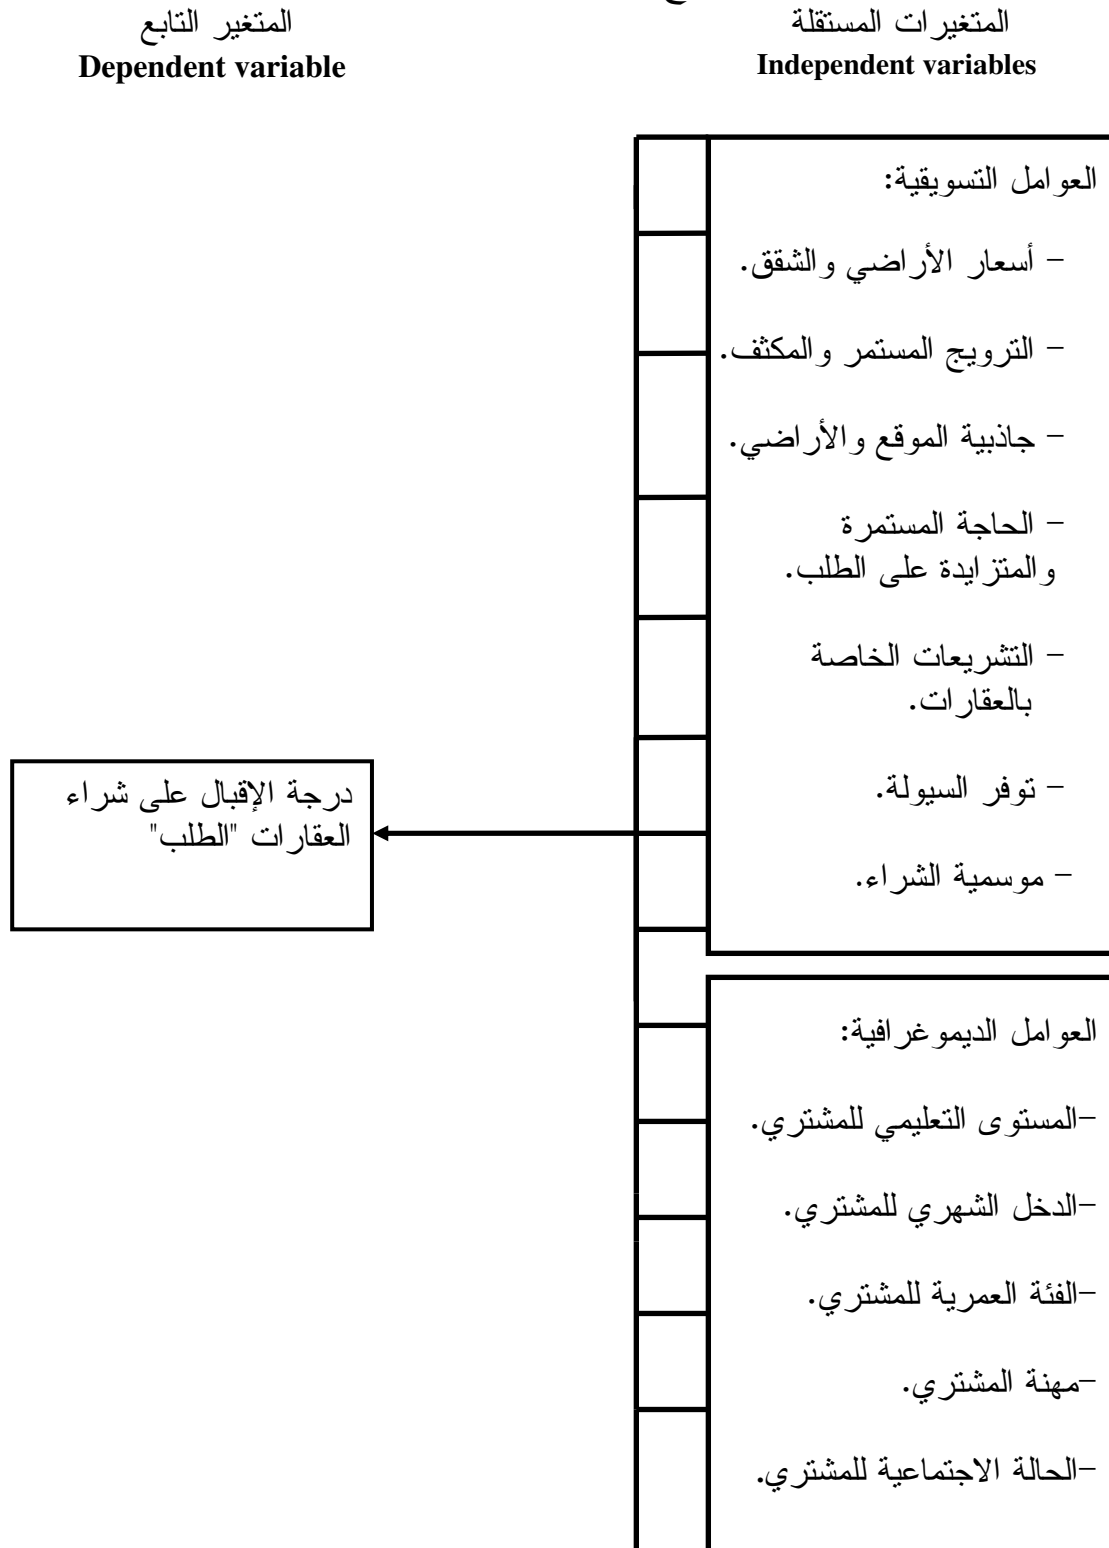 المتغيرات المستقلة
Independent variables
المتغير التابع
Dependent variable
العوامل التسويقية:
- أسعار الأراضي والشقق.
- الترويج المستمر والمكثف.
- جاذبية الموقع والأراضي.
- الحاجة المستمرة
والمتزايدة على الطلب.
- التشريعات الخاصة
بالعقارات.
- توفر السيولة.
- موسمية الشراء.
درجة الإقبال على شراء
العقارات "الطلب"
العوامل الديموغرافية:
-المستوى التعليمي للمشتري.
-الدخل الشهري للمشتري.
-الفئة العمرية للمشتري.
-مهنة المشتري.
-الحالة الاجتماعية للمشتري.